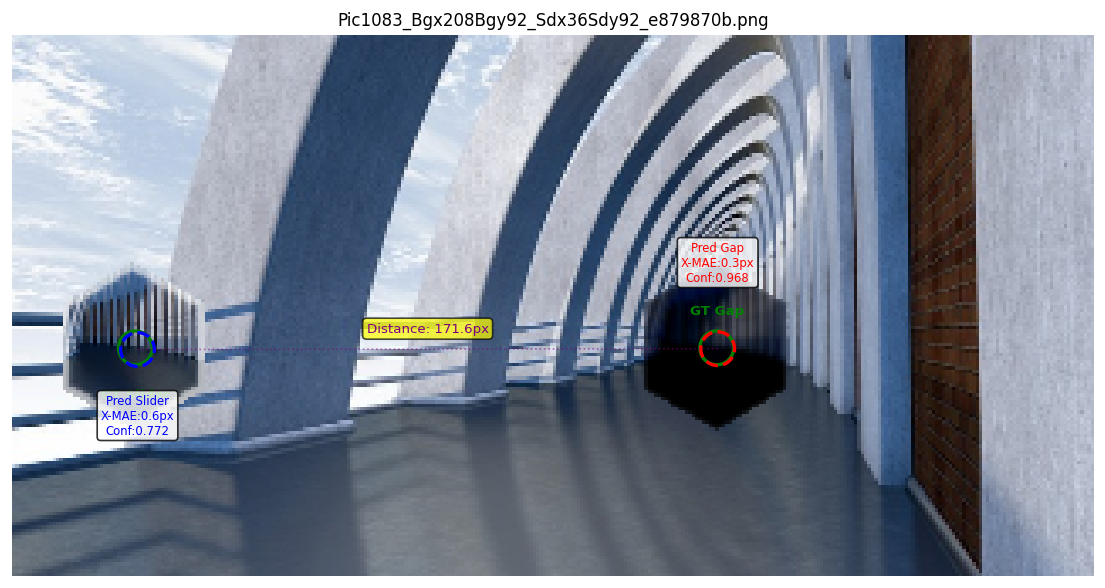 Pic1083_Bgx208Bgy92_Sdx36Sdy92_e879870b.png
Pred Gap
X-MAE:0.3px
Conf:0.968
GT Gap
Distance: 171.6px
Pred Slider
X-MAE:0.6px
Conf:0.772